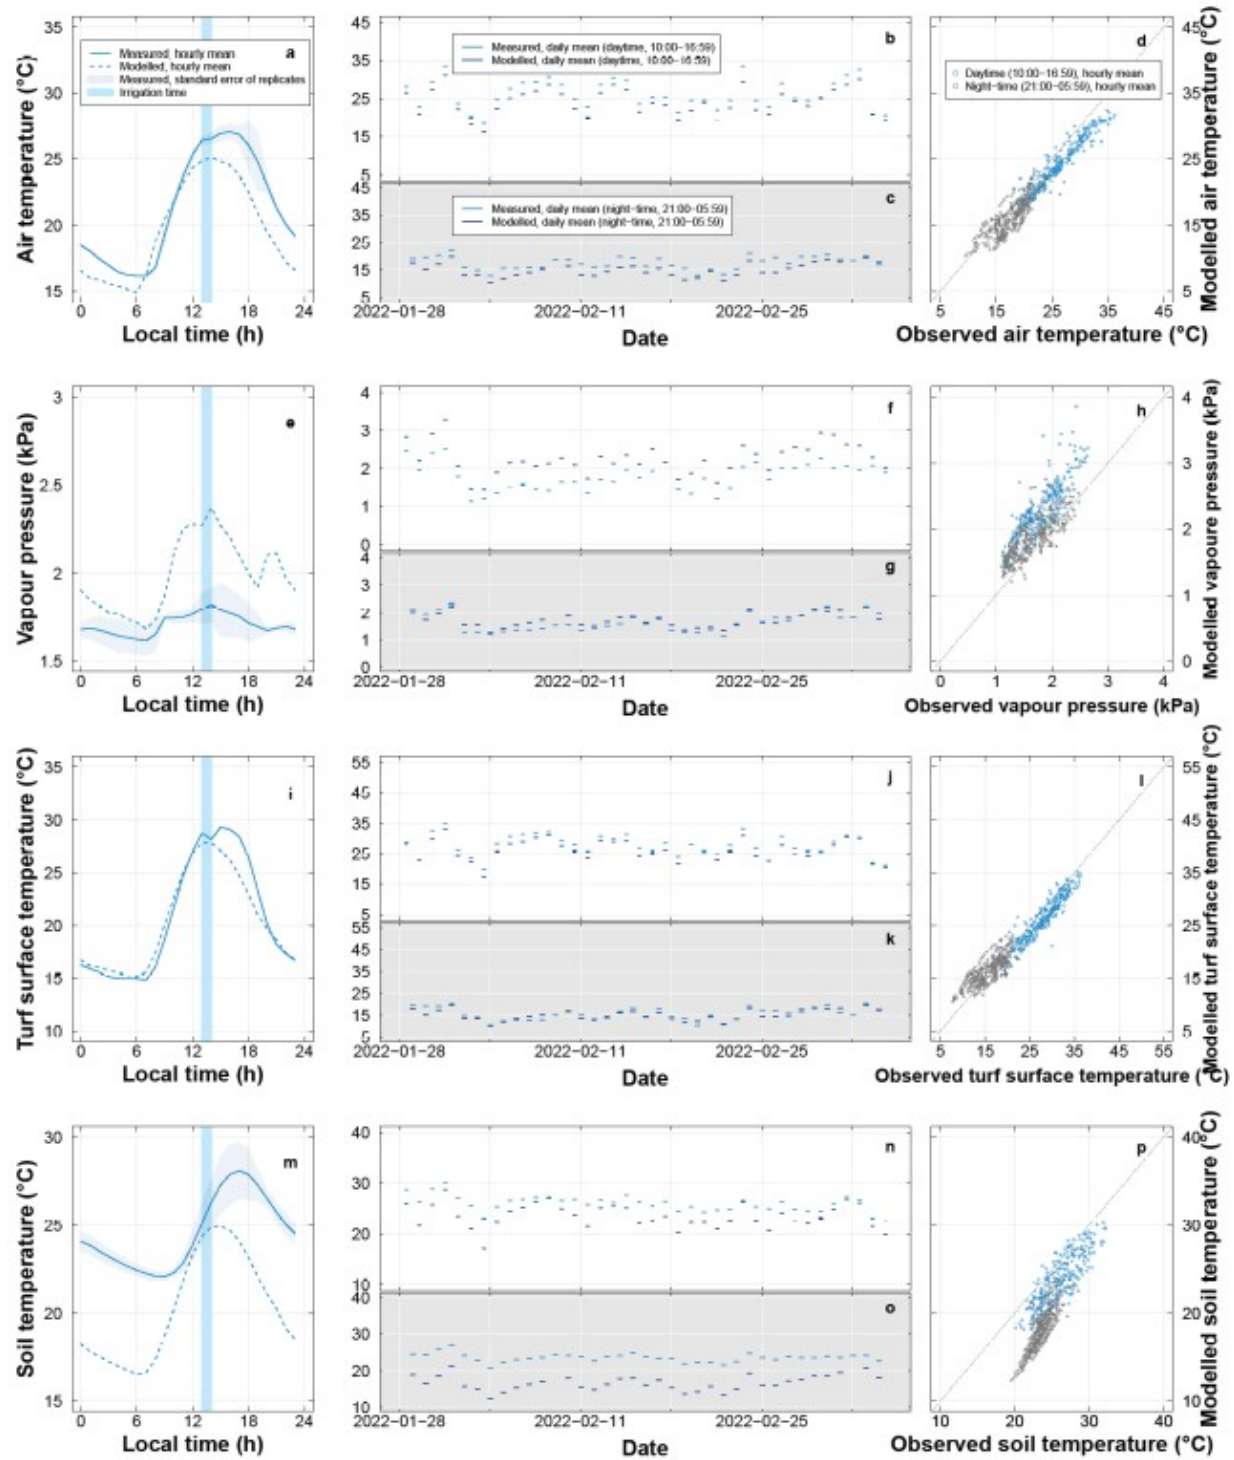 Air temperature (°C)
35
30
25
20
15
Measured, hourly mean
Modelled, hourly mean
Measured, standard error of replicates
Irrigation time
a
0 6 12 18 24
Local time (h)
45
35
25
15
5
Measured, daily mean (daytime, 10:00–16:59)
Modelled, daily mean (daytime, 10:00–16:59)
b
45
35
25
15
5
Measured, daily mean (night-time, 21:00–05:59)
Modelled, daily mean (night-time, 21:00–05:59)
c
2022-01-28 2022-02-11 2022-02-25
Date
d
Daytime (10:00–16:59), hourly mean
Night-time (21:00–05:59), hourly mean
45
35
25
15
5
5 15 25 35 45
Observed air temperature (°C)
Modelled air temperature (°C)
Vapour pressure (kPa)
3
2.5
2
1.5
e
0 6 12 18 24
Local time (h)
4
3
2
1
0
f
4
3
2
1
0
g
2022-01-28 2022-02-11 2022-02-25
Date
h
4
3
2
1
0
0 1 2 3 4
Observed vapour pressure (kPa)
Modelled vapoure pressure (kPa)
Turf surface temperature (°C)
35
30
25
20
15
10
i
0 6 12 18 24
Local time (h)
55
45
35
25
15
5
j
55
45
35
25
15
5
k
2022-01-28 2022-02-11 2022-02-25
Date
l
55
45
35
25
15
5
5 15 25 35 45 55
Observed turf surface temperature (°C)
Modelled turf surface temperature (°C)
Soil temperature (°C)
30
25
20
15
m
0 6 12 18 24
Local time (h)
40
30
20
10
n
40
30
20
10
o
2022-01-28 2022-02-11 2022-02-25
Date
p
40
30
20
10
10 20 30 40
Observed soil temperature (°C)
Modelled soil temperature (°C)